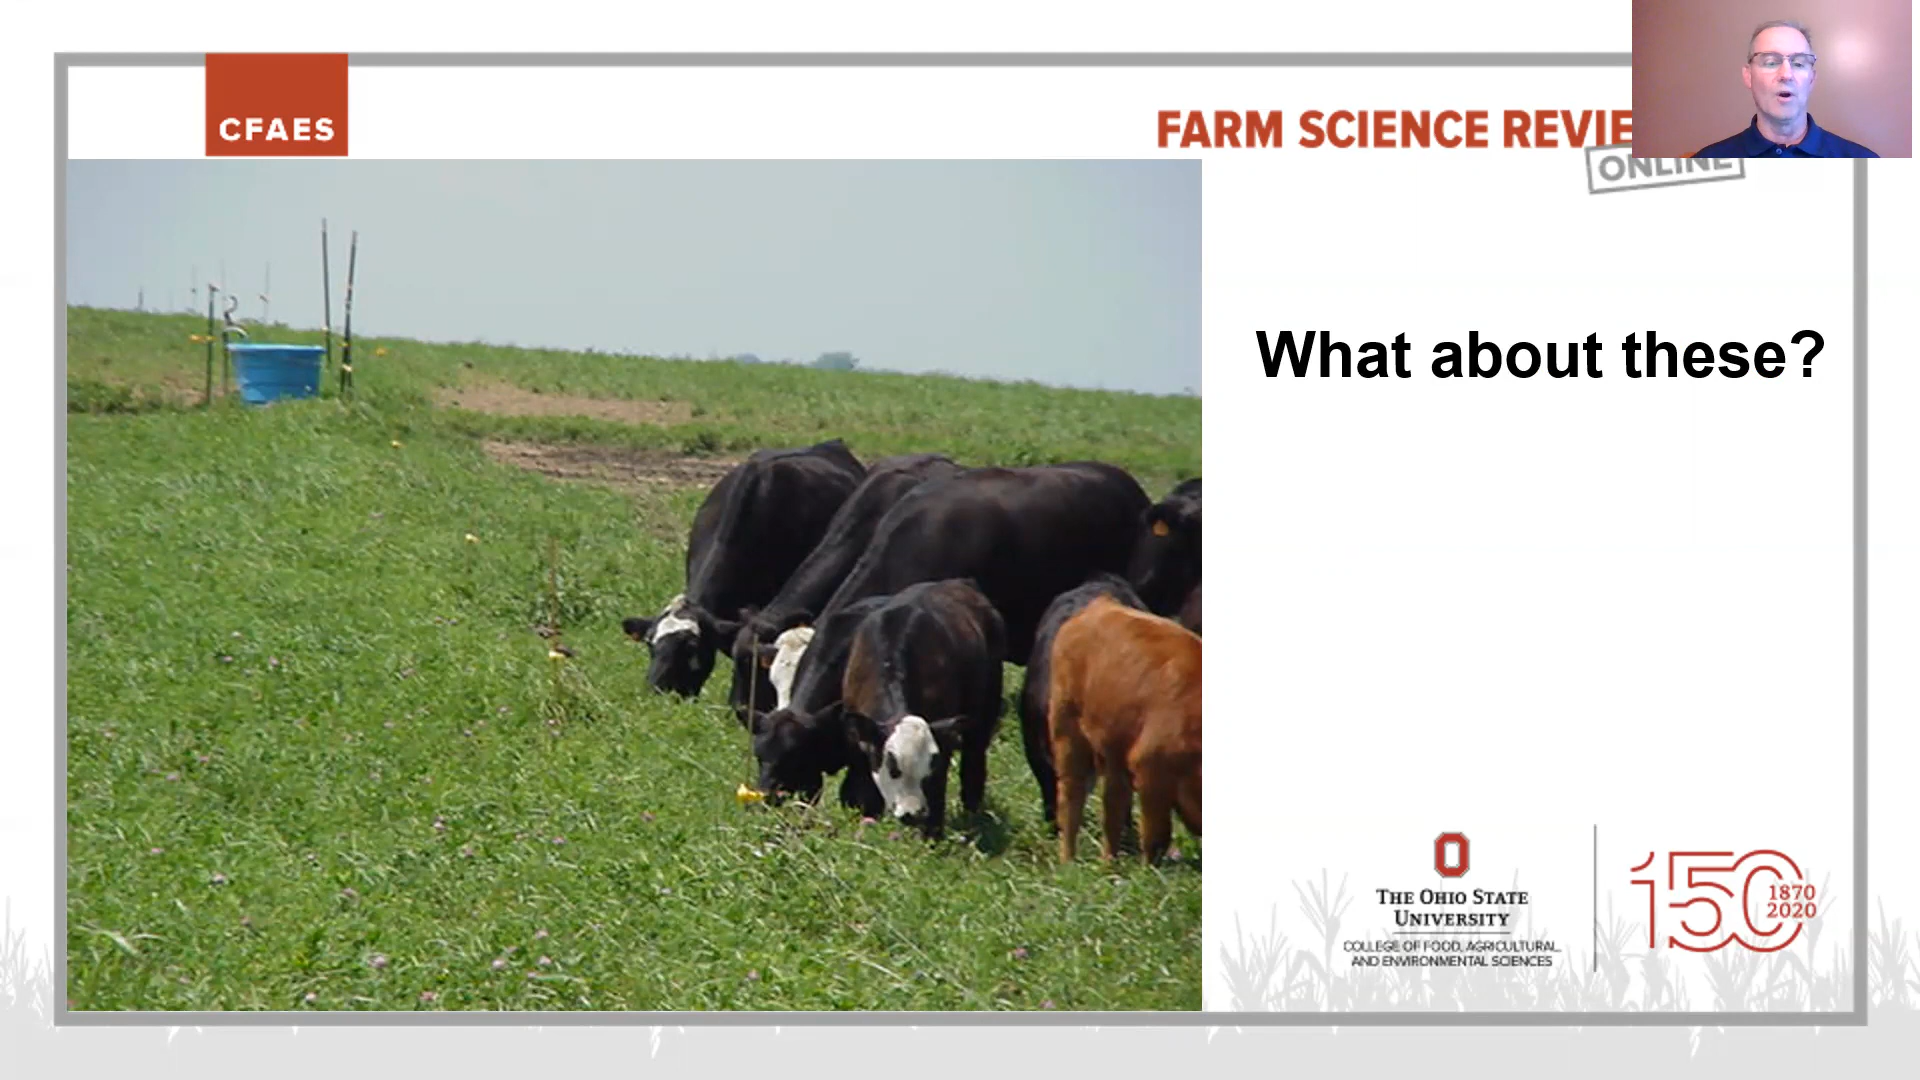 CFAES
FARM SCIENCE
ONLINE
What about these?
THE OHIO STATE
UNIVERSITY
COLLEGE OF FOOD, AGRICULTURAL,
AND ENVIRONMENTAL SCIENCES
150
1870
2020